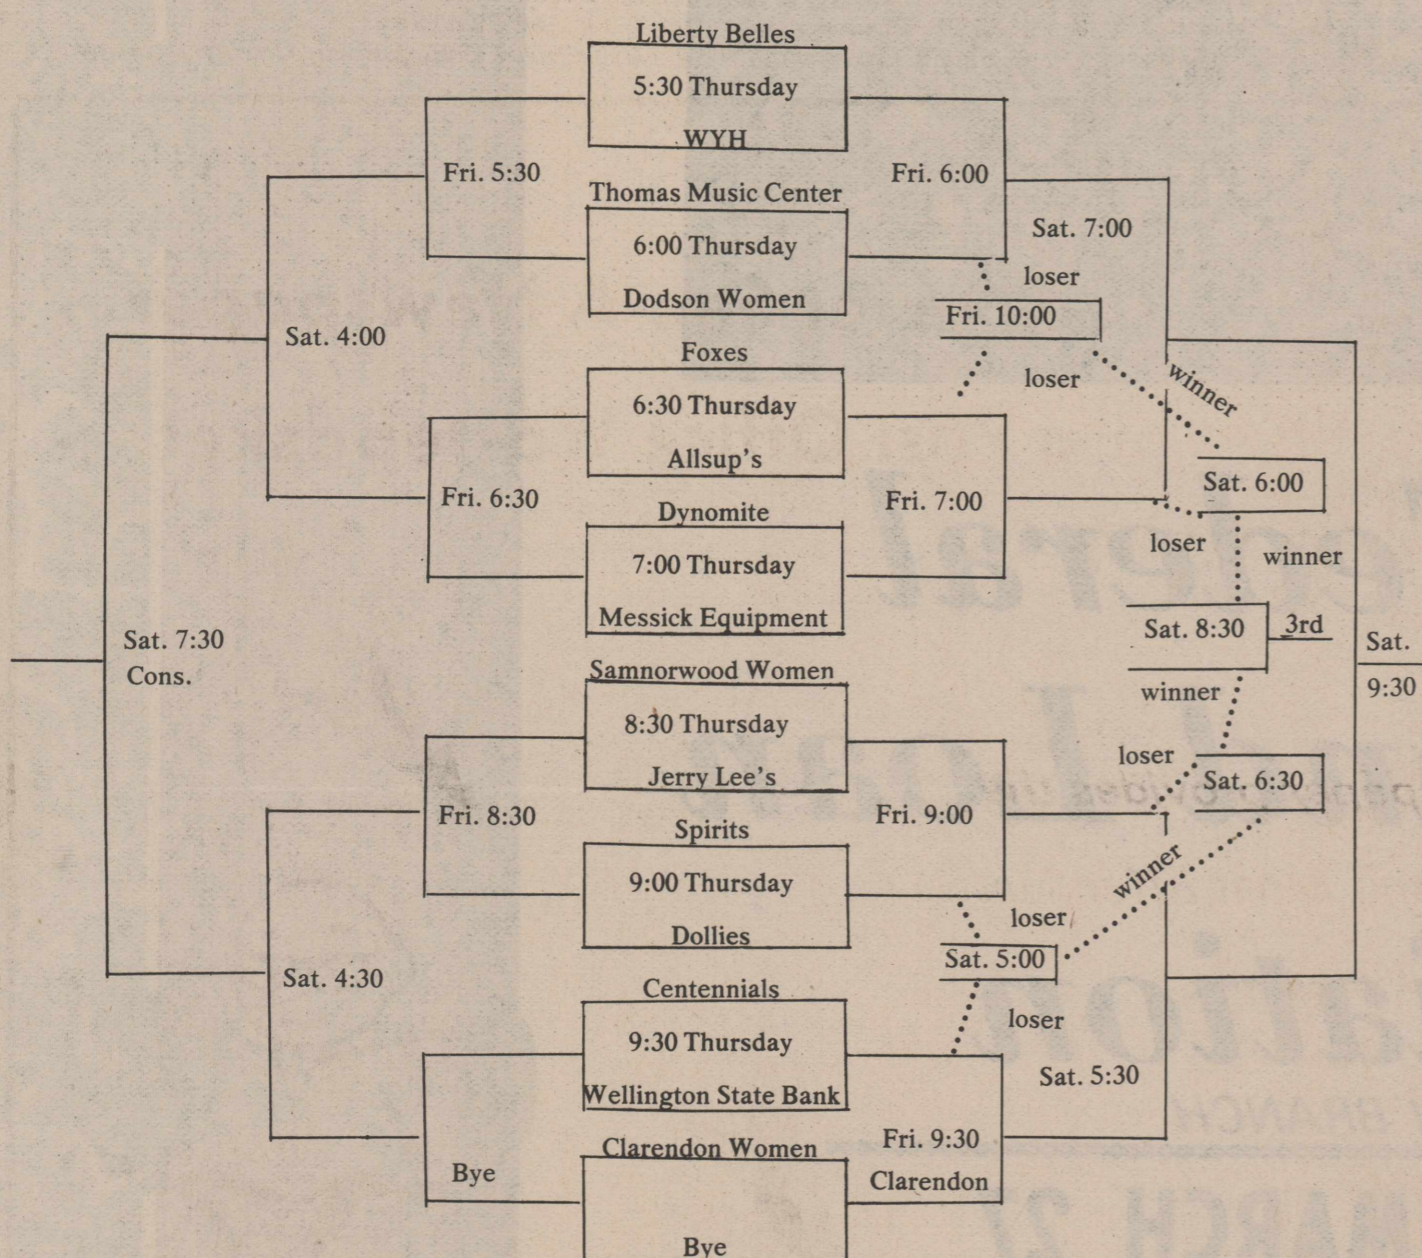 Liberty Belles
5:30 Thursday
WYH
Fri. 5:30
Fri. 6:00
Thomas Music Center
6:00 Thursday
Dodson Women
Sat. 7:00
loser
Fri. 10:00
Sat. 4:00
Foxes
loser
winner
6:30 Thursday
Allsup's
Fri. 6:30
Fri. 7:00
Sat. 6:00
Dynomite
loser
winner
7:00 Thursday
Messick Equipment
Sat. 8:30
3rd
Sat. 7:30
Cons.
Sat.
9:30
Samnorwood Women
winner
8:30 Thursday
Jerry Lee's
loser
Sat. 6:30
Fri. 8:30
Fri. 9:00
Spirits
9:00 Thursday
Dollies
winner
loser
Sat. 5:00
Sat. 4:30
Centennials
loser
9:30 Thursday
Wellington State Bank
Sat. 5:30
Clarendon Women
Fri. 9:30
Clarendon
Bye
Bye